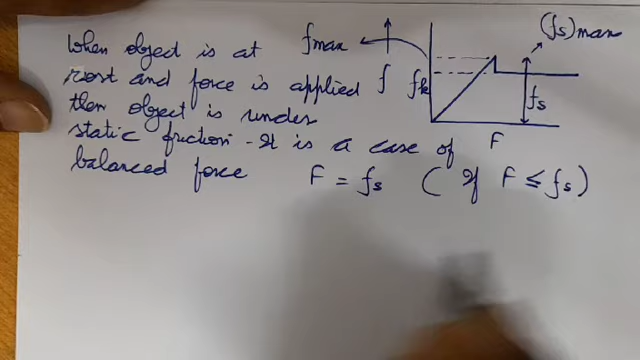 When object is at
rest and force is applied
then object is under
static friction - It is a case of
balanced force
F = fs ( If F ≤ fs )
fmax
f
fk
(fs)max
fs
F